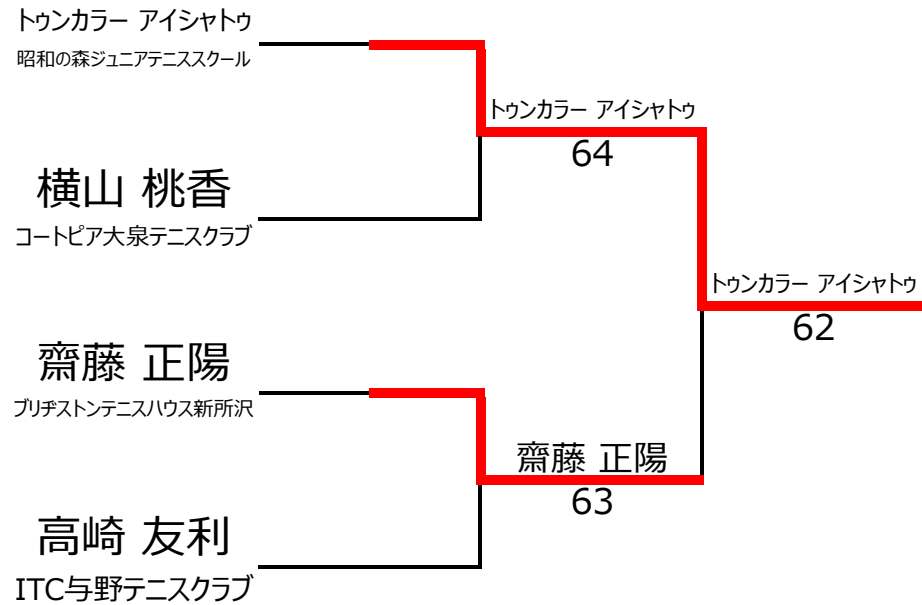 トゥンカラー アイシャトゥ
昭和の森ジュニアテニススクール
トゥンカラー アイシャトゥ
64
横山 桃香
コートピア大泉テニスクラブ
トゥンカラー アイシャトゥ
62
齋藤 正陽
ブリヂストンテニスハウス新所沢
齋藤 正陽
63
高崎 友利
ITC与野テニスクラブ